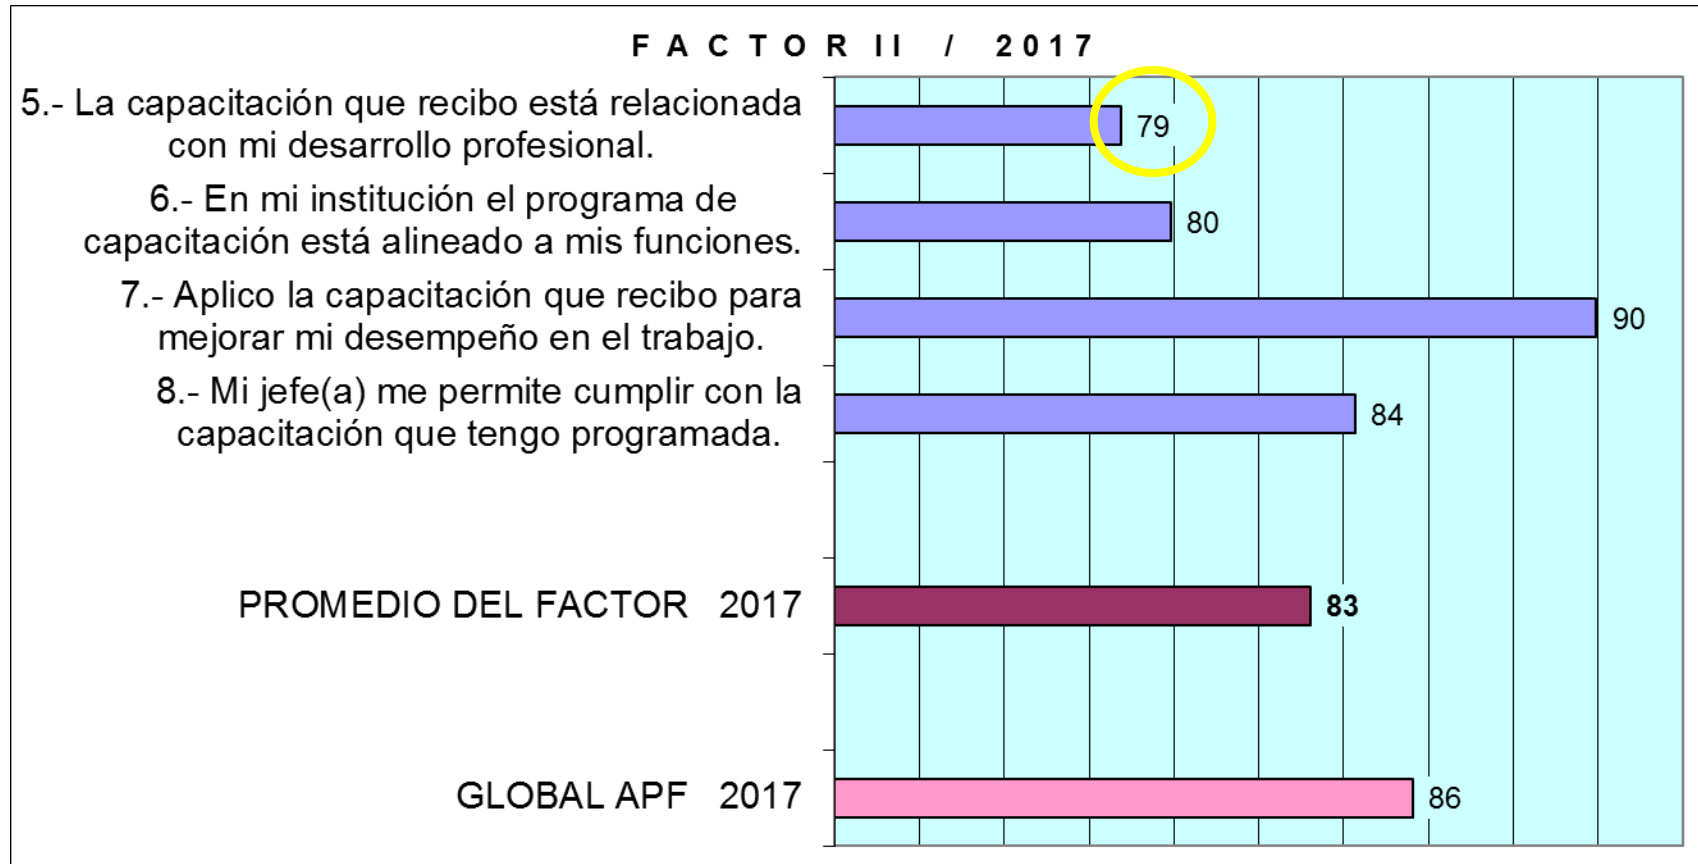 F A C T O R II / 2 0 1 7
5.- La capacitación que recibo está relacionada
con mi desarrollo profesional.
79
6.- En mi institución el programa de
capacitación está alineado a mis funciones.
80
7.- Aplico la capacitación que recibo para
mejorar mi desempeño en el trabajo.
90
8.- Mi jefe(a) me permite cumplir con la
capacitación que tengo programada.
84
PROMEDIO DEL FACTOR 2017
83
GLOBAL APF 2017
86